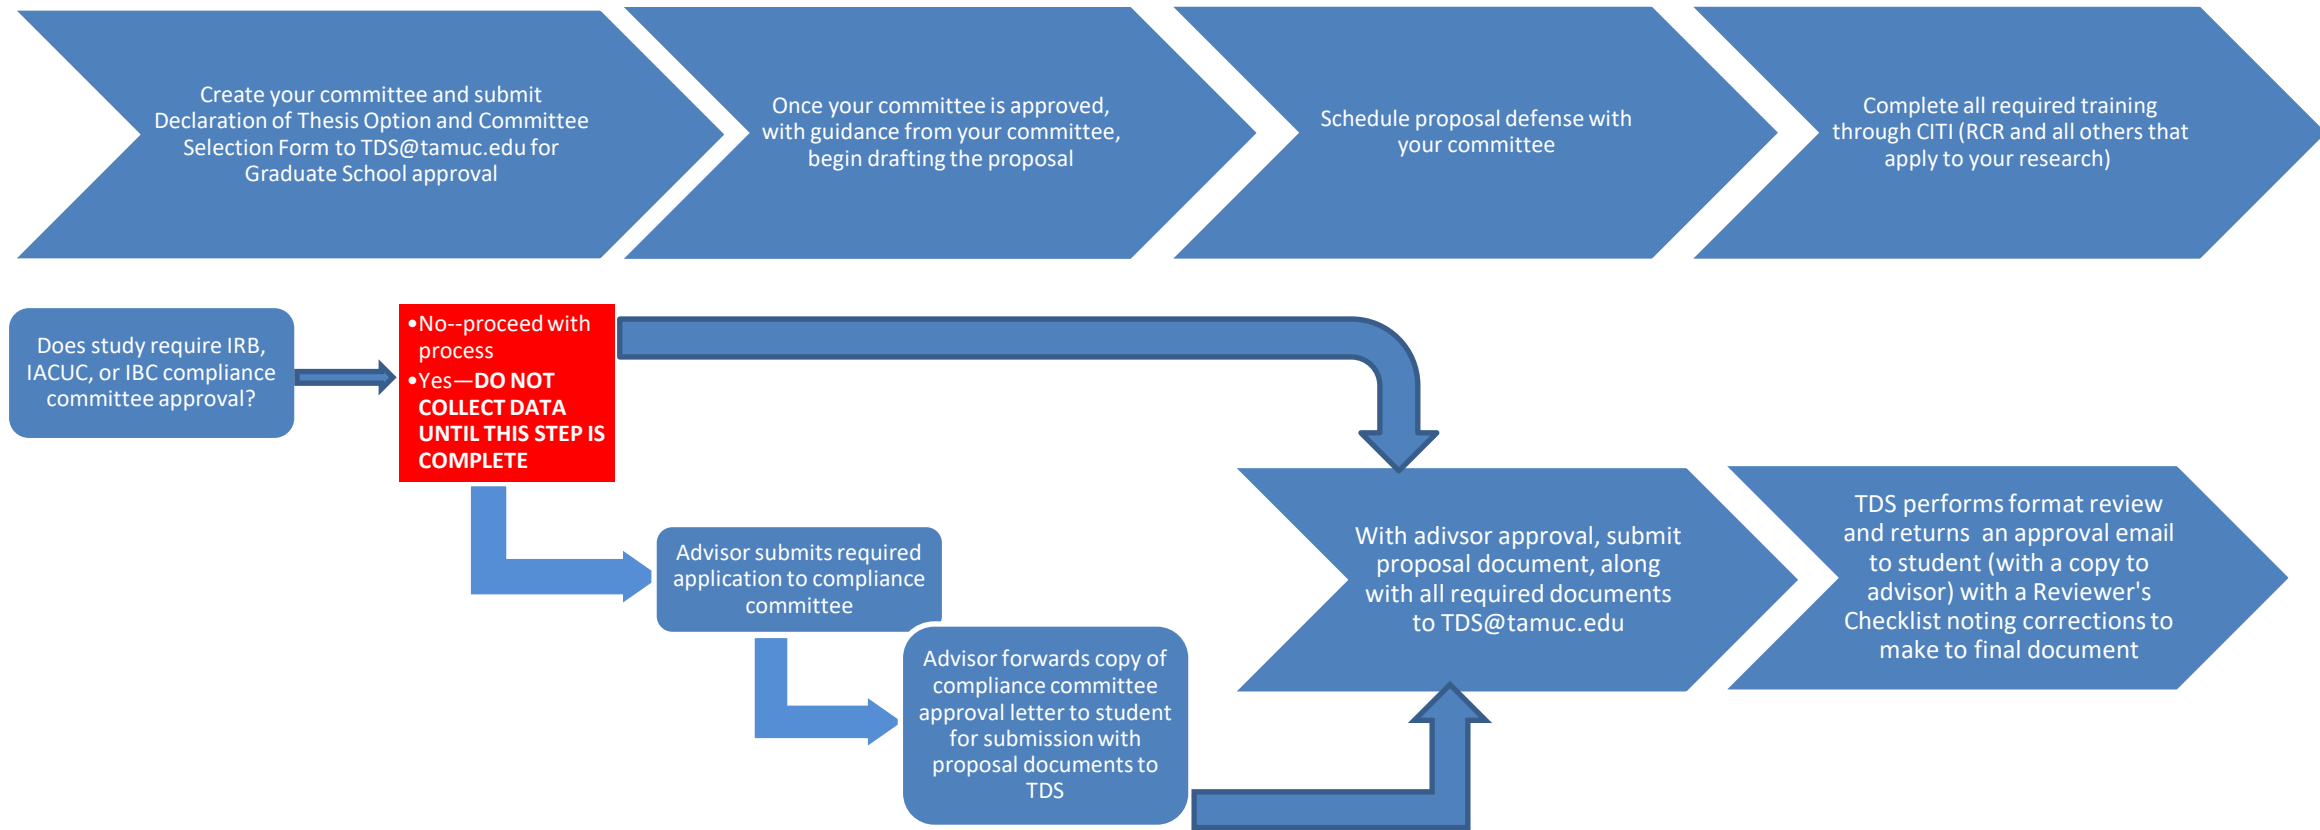 Create your committee and submit
Declaration of Thesis Option and Committee
Selection Form to TDS@tamuc.edu for
Graduate School approval
Once your committee is approved,
with guidance from your committee,
begin drafting the proposal
Schedule proposal defense with
your committee
Complete all required training
through CITI (RCR and all others that
apply to your research)
Does study require IRB,
IACUC, or IBC compliance
committee approval?
•No--proceed with
process
•Yes—DO NOT
COLLECT DATA
UNTIL THIS STEP IS
COMPLETE
Advisor submits required
application to compliance
committee
Advisor forwards copy of
compliance committee
approval letter to student
for submission with
proposal documents to
TDS
With adivsor approval, submit
proposal document, along
with all required documents
to TDS@tamuc.edu
TDS performs format review
and returns  an approval email
to student (with a copy to
advisor) with a Reviewer's
Checklist noting corrections to
make to final document